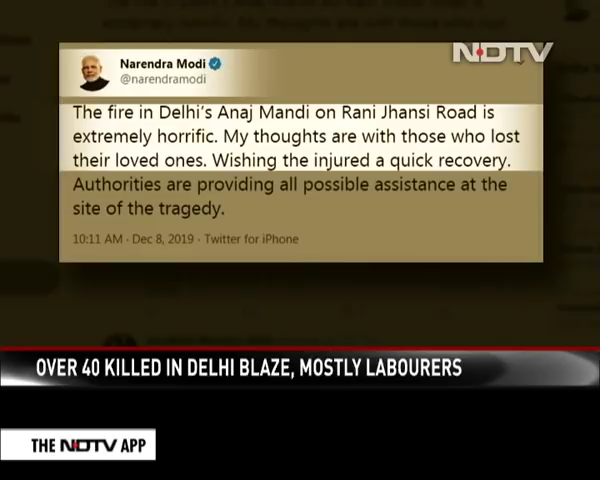 NDTV
Narendra Modi
@narendramodi
The fire in Delhi's Anaj Mandi on Rani Jhansi Road is
extremely horrific. My thoughts are with those who lost
their loved ones. Wishing the injured a quick recovery.
Authorities are providing all possible assistance at the
site of the tragedy.
10:11 AM · Dec 8, 2019 · Twitter for iPhone
OVER 40 KILLED IN DELHI BLAZE, MOSTLY LABOURERS
THE NDTV APP